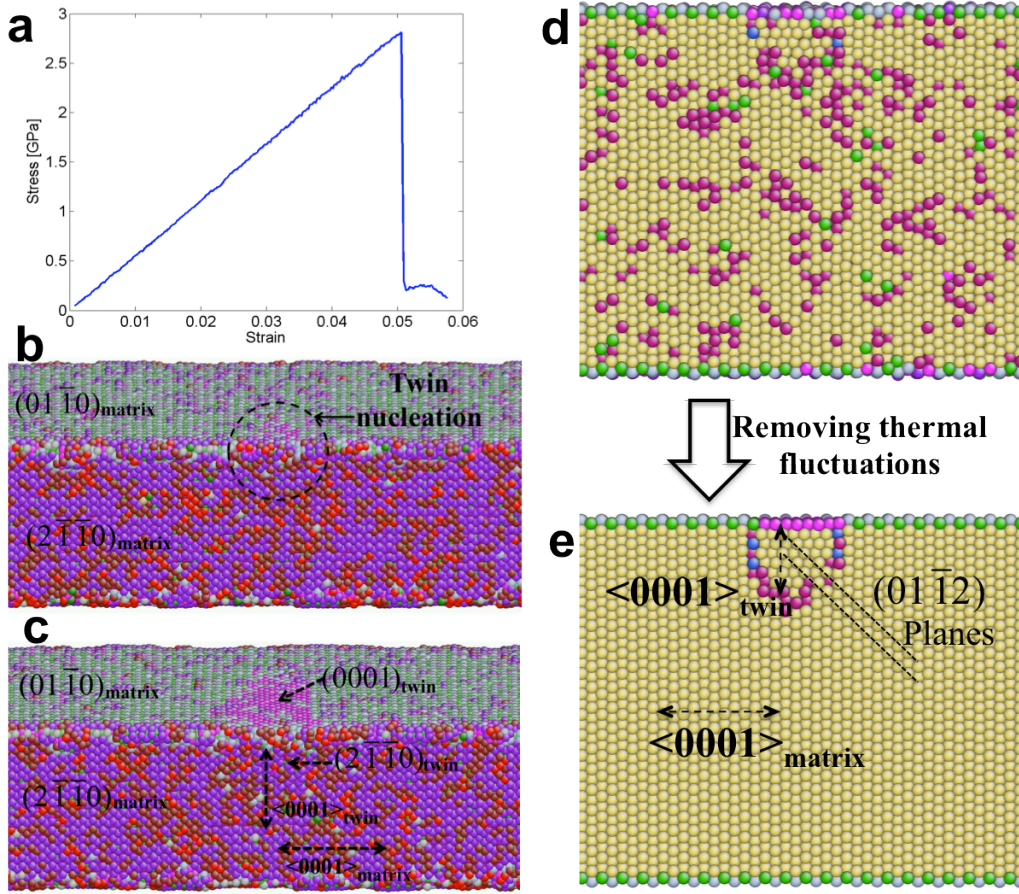 a
3
2.5
2
1.5
1
0.5
0
Stress [GPa]
0
0.01
0.02
0.03
0.04
0.05
0.06
Strain
b
(01\overline{1}0)matrix
Twin
nucleation
(2\overline{1}\overline{1}0)matrix
c
(01\overline{1}0)matrix
(0001)twin
(2\overline{1}\overline{1}0)twin
(2\overline{1}\overline{1}0)matrix
<0001>twin
<0001>matrix
d
Removing thermal
fluctuations
e
<0001>twin
(01\overline{1}2)
Planes
<0001>matrix